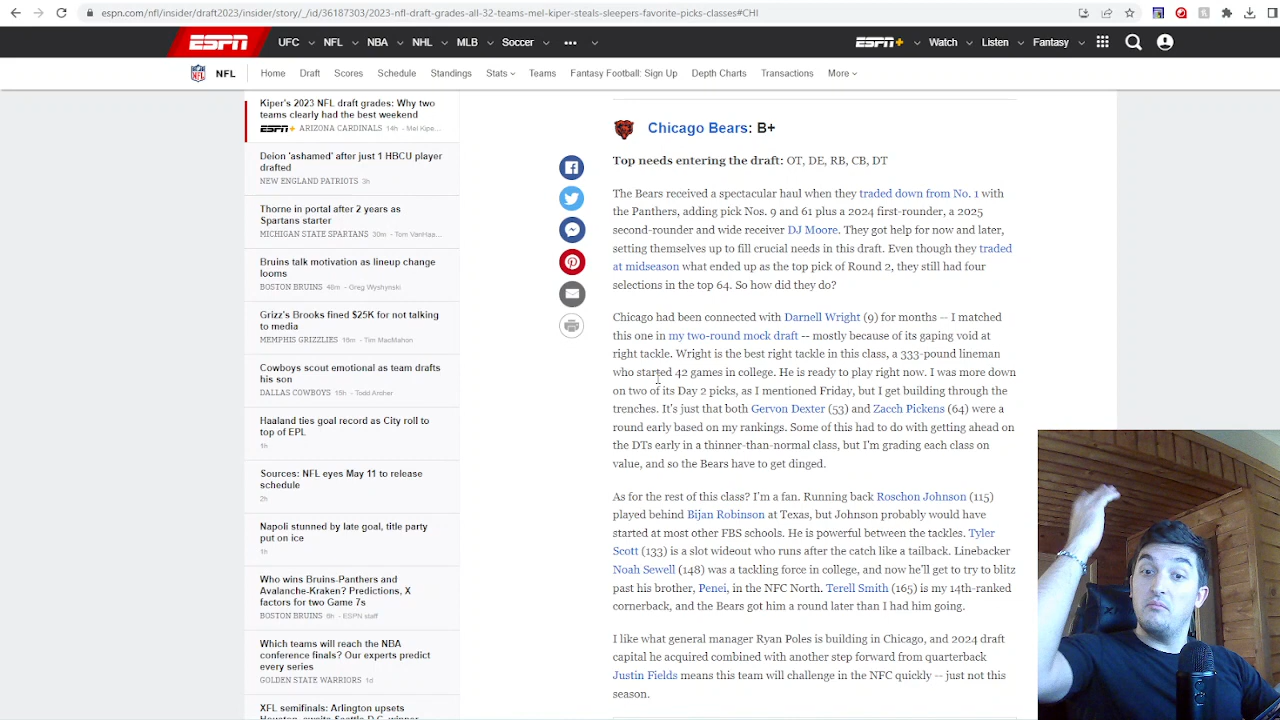 espn.com/nfl/insider/draft2023/insider/story/_/id/36187303/2023-nfl-draft-grades-all-32-teams-mel-kiper-steals-sleepers-favorite-picks-classes#CHI
ESPN UFC NFL NBA NHL MLB Soccer ••• ESPN+ Watch Listen Fantasy
NFL Home Draft Scores Schedule Standings Stats Teams Fantasy Football: Sign Up Depth Charts Transactions More
Kiper's 2023 NFL draft grades: Why two
teams clearly had the best weekend
ESPN+ ARIZONA CARDINALS 14h - Mel Kipe...
Deion 'ashamed' after just 1 HBCU player
drafted
NEW ENGLAND PATRIOTS 3h
Thorne in portal after 2 years as
Spartans starter
MICHIGAN STATE SPARTANS 30m - Tom VanHaa...
Bruins talk motivation as lineup change
looms
BOSTON BRUINS 48m - Greg Wyshynski
Grizz's Brooks fined $25K for not talking
to media
MEMPHIS GRIZZLIES 16m - Tim MacMahon
Cowboys scout emotional as team drafts
his son
DALLAS COWBOYS 15h - Todd Archer
Haaland ties goal record as City roll to
top of EPL
1h
Sources: NFL eyes May 11 to release
schedule
2h
Napoli stunned by late goal, title party
put on ice
1h
Who wins Bruins-Panthers and
Avalanche-Kraken? Predictions, X
factors for two Game 7s
BOSTON BRUINS 6h - ESPN staff
Which teams will reach the NBA
conference finals? Our experts predict
every series
GOLDEN STATE WARRIORS 1d
XFL semifinals: Arlington upsets
Chicago Bears: B+
Top needs entering the draft: OT, DE, RB, CB, DT
The Bears received a spectacular haul when they traded down from No. 1 with
the Panthers, adding pick Nos. 9 and 61 plus a 2024 first-rounder, a 2025
second-rounder and wide receiver DJ Moore. They got help for now and later,
setting themselves up to fill crucial needs in this draft. Even though they traded
at midseason what ended up as the top pick of Round 2, they still had four
selections in the top 64. So how did they do?
Chicago had been connected with Darnell Wright (9) for months -- I matched
this one in my two-round mock draft -- mostly because of its gaping void at
right tackle. Wright is the best right tackle in this class, a 333-pound lineman
who started 42 games in college. He is ready to play right now. I was more down
on two of its Day 2 picks, as I mentioned Friday, but I get building through the
trenches. It's just that both Gervon Dexter (53) and Zacch Pickens (64) were a
round early based on my rankings. Some of this had to do with getting ahead on
the DTs early in a thinner-than-normal class, but I'm grading each class on
value, and so the Bears have to get dinged.
As for the rest of this class? I'm a fan. Running back Roschon Johnson (115)
played behind Bijan Robinson at Texas, but Johnson probably would have
started at most other FBS schools. He is powerful between the tackles. Tyler
Scott (133) is a slot wideout who runs after the catch like a tailback. Linebacker
Noah Sewell (148) was a tackling force in college, and now he'll get to try to blitz
past his brother, Penei, in the NFC North. Terell Smith (165) is my 14th-ranked
cornerback, and the Bears got him a round later than I had him going.
I like what general manager Ryan Poles is building in Chicago, and 2024 draft
capital he acquired combined with another step forward from quarterback
Justin Fields means this team will challenge in the NFC quickly -- just not this
season.